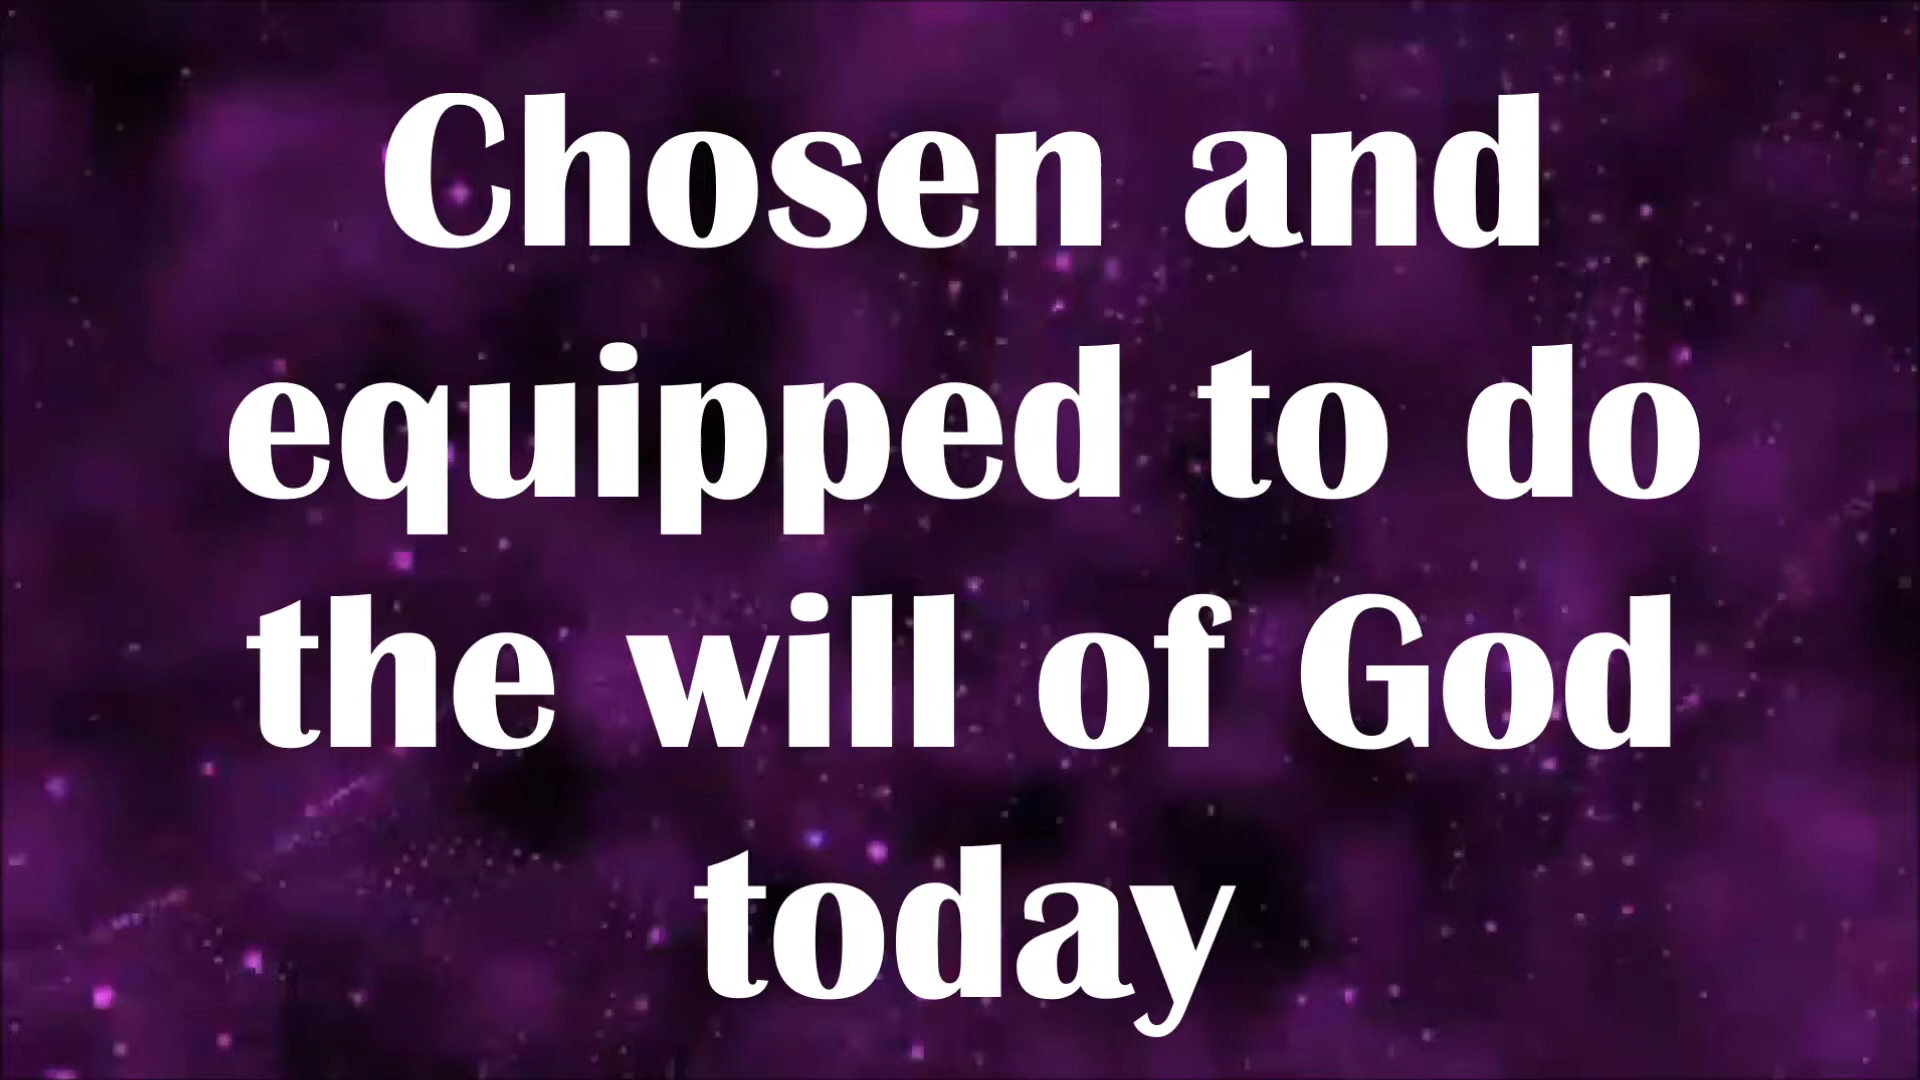 Chosen and
equipped to do
the will of God
today